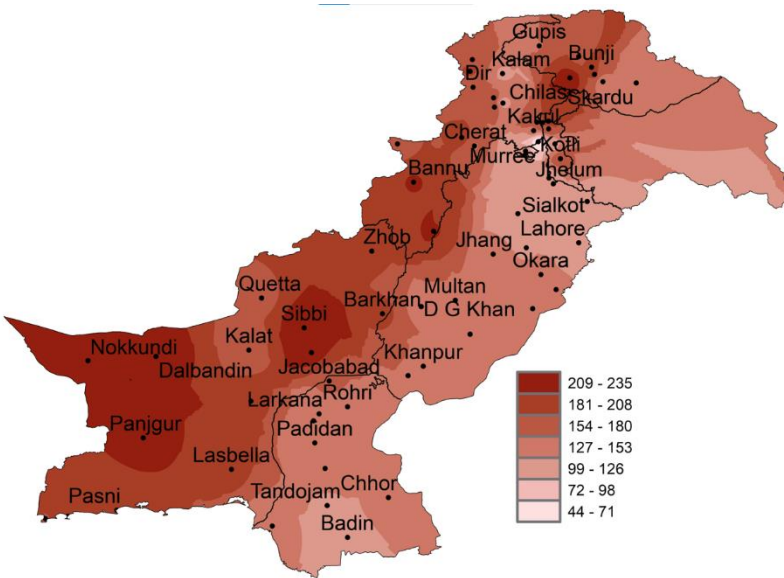 Gupis
Bunji
Kalam
Dir
Chilas
Skardu
Kakul
Cherat
Kotli
Murree
Bannu
Jhelum
Sialkot
Zhob
Jhang
Lahore
Okara
Quetta
Multan
Barkhan
D G Khan
Sibbi
Kalat
Nokkundi
Dalbandin
Jacobabad
Khanpur
Larkana
Rohri
Panjgur
Padidan
Lasbella
Chhor
Pasni
Tandojam
Badin
209 - 235
181 - 208
154 - 180
127 - 153
99 - 126
72 - 98
44 - 71